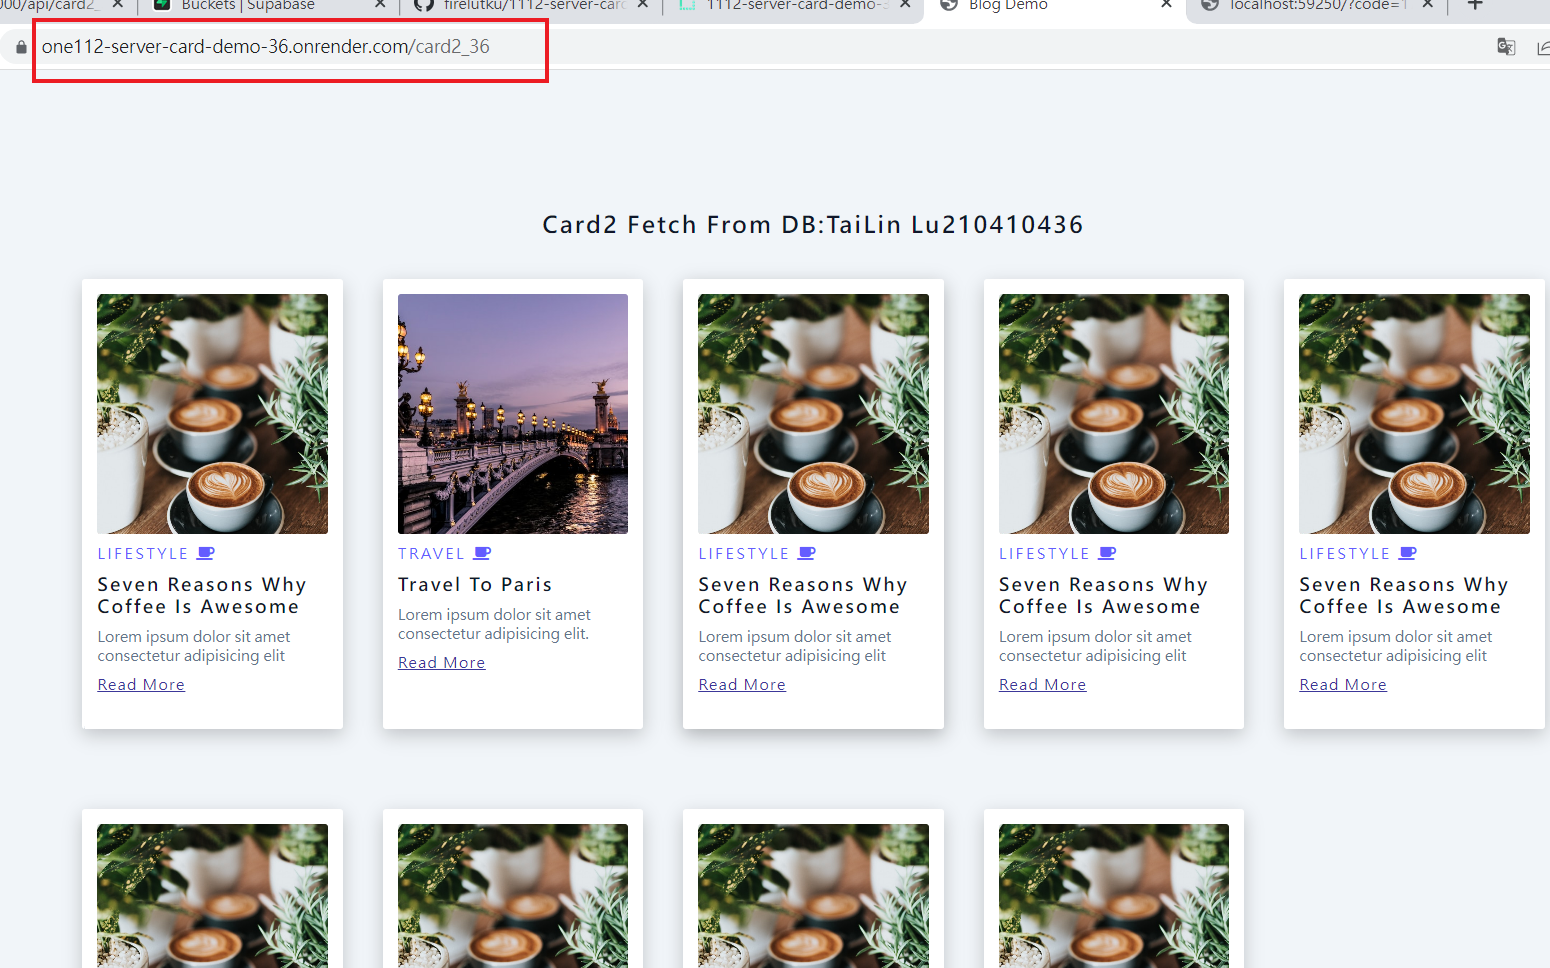 000/api/card2_
Buckets | Supabase
firelutku/1112-server-card
1112-server-card-demo-3
Blog Demo
localhost:59250/?code=1
one112-server-card-demo-36.onrender.com/card2_36
Card2 Fetch From DB:TaiLin Lu210410436
LIFESTYLE
Seven Reasons Why
Coffee Is Awesome
Lorem ipsum dolor sit amet
consectetur adipisicing elit
Read More
TRAVEL
Travel To Paris
Lorem ipsum dolor sit amet
consectetur adipisicing elit.
Read More
LIFESTYLE
Seven Reasons Why
Coffee Is Awesome
Lorem ipsum dolor sit amet
consectetur adipisicing elit
Read More
LIFESTYLE
Seven Reasons Why
Coffee Is Awesome
Lorem ipsum dolor sit amet
consectetur adipisicing elit
Read More
LIFESTYLE
Seven Reasons Why
Coffee Is Awesome
Lorem ipsum dolor sit amet
consectetur adipisicing elit
Read More